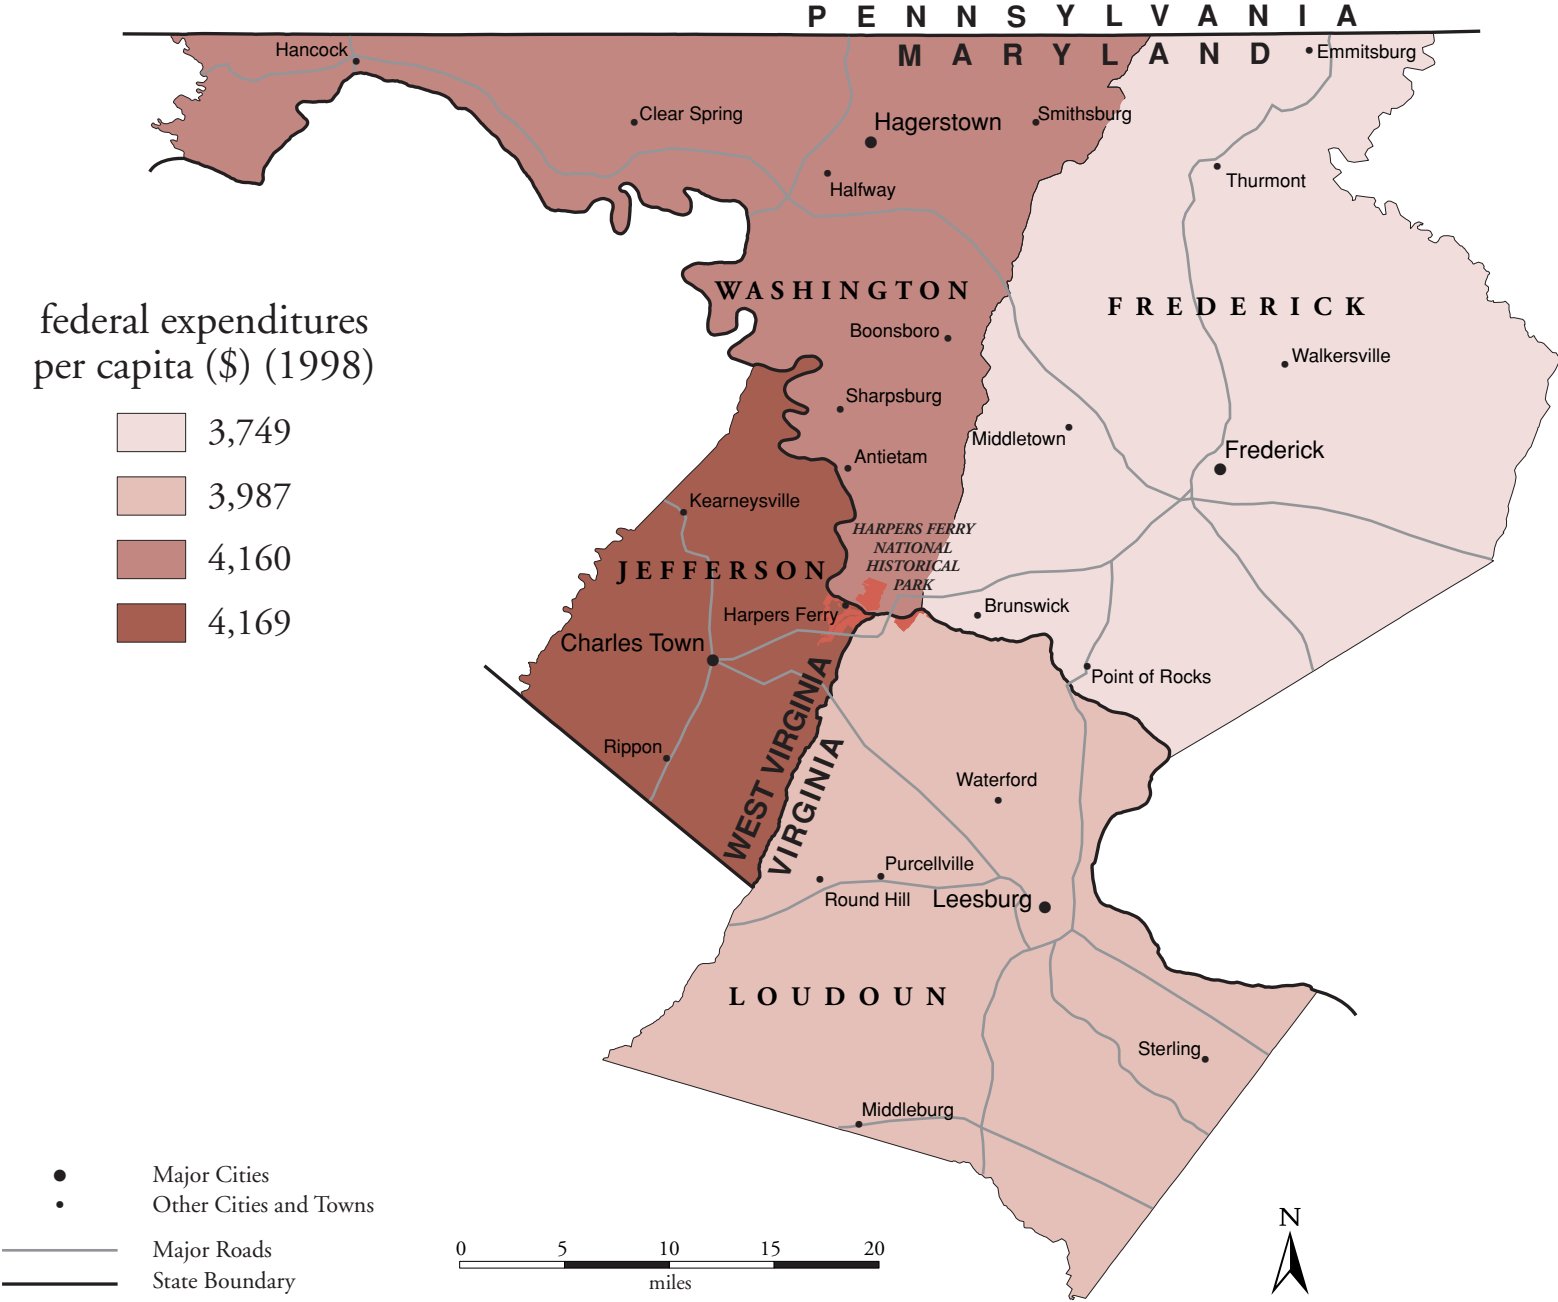 PENNSYLVANIA
MARYLAND
Hancock
Emmitsburg
Clear Spring
Hagerstown
Smithsburg
Halfway
Thurmont
WASHINGTON
FREDERICK
federal expenditures
per capita ($) (1998)
3,749
3,987
4,160
4,169
Boonsboro
Walkersville
Sharpsburg
Middletown
Frederick
Antietam
Kearneysville
HARPERS FERRY
NATIONAL
HISTORICAL
PARK
JEFFERSON
Harpers Ferry
Brunswick
Charles Town
Point of Rocks
WEST VIRGINIA
VIRGINIA
Rippon
Waterford
Purcellville
Round Hill
Leesburg
LOUDOUN
Sterling
Middleburg
Major Cities
Other Cities and Towns
Major Roads
State Boundary
0 5 10 15 20
miles
N